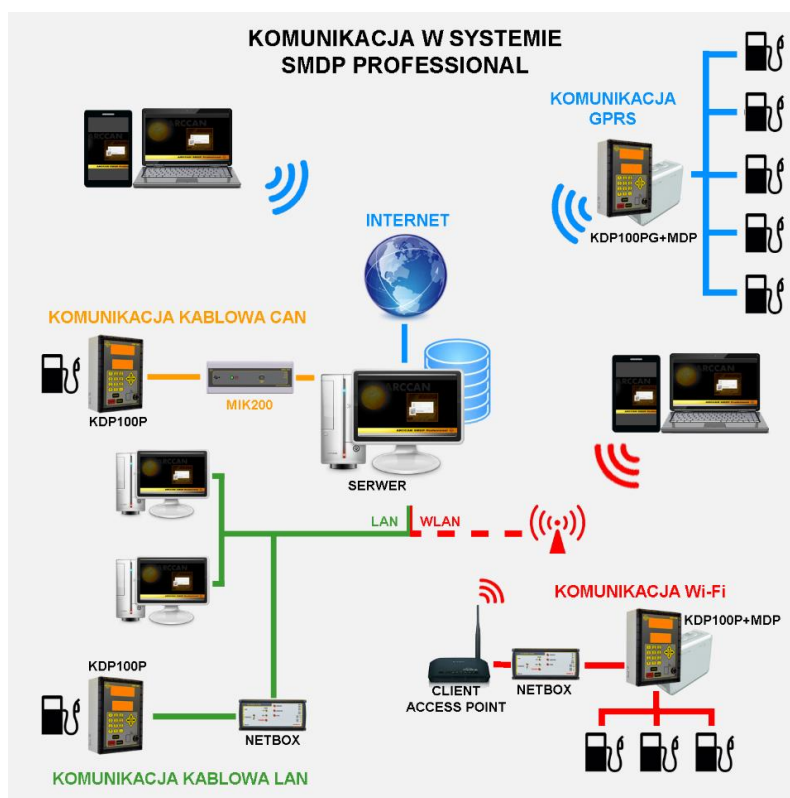 KOMUNIKACJA W SYSTEMIE
SMDP PROFESSIONAL
KOMUNIKACJA
GPRS
KDP100PG+MDP
INTERNET
KOMUNIKACJA KABLOWA CAN
KDP100P
MIK200
SERWER
LAN
WLAN
KOMUNIKACJA Wi-Fi
KDP100P+MDP
CLIENT
ACCESS POINT
NETBOX
KDP100P
NETBOX
KOMUNIKACJA KABLOWA LAN